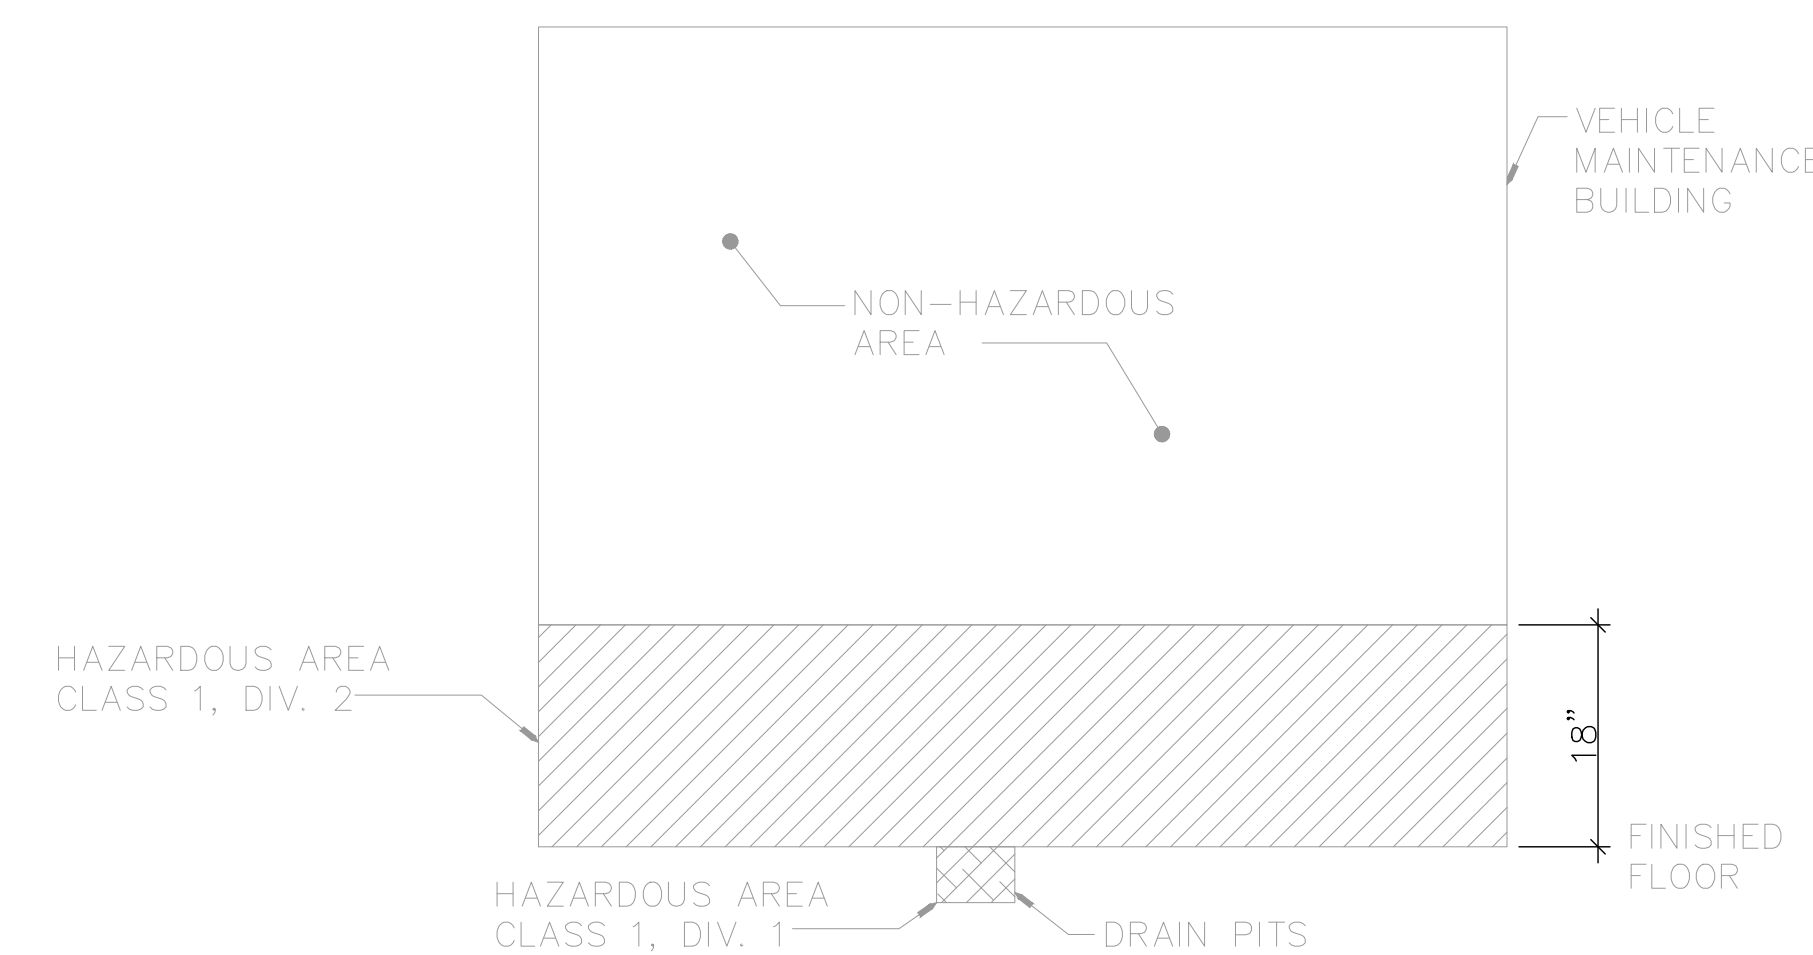 VEHICLE
MAINTENANCE
BUILDING
NON-HAZARDOUS
AREA
HAZARDOUS AREA
CLASS 1, DIV. 2
18"
FINISHED
FLOOR
HAZARDOUS AREA
CLASS 1, DIV. 1
DRAIN PITS